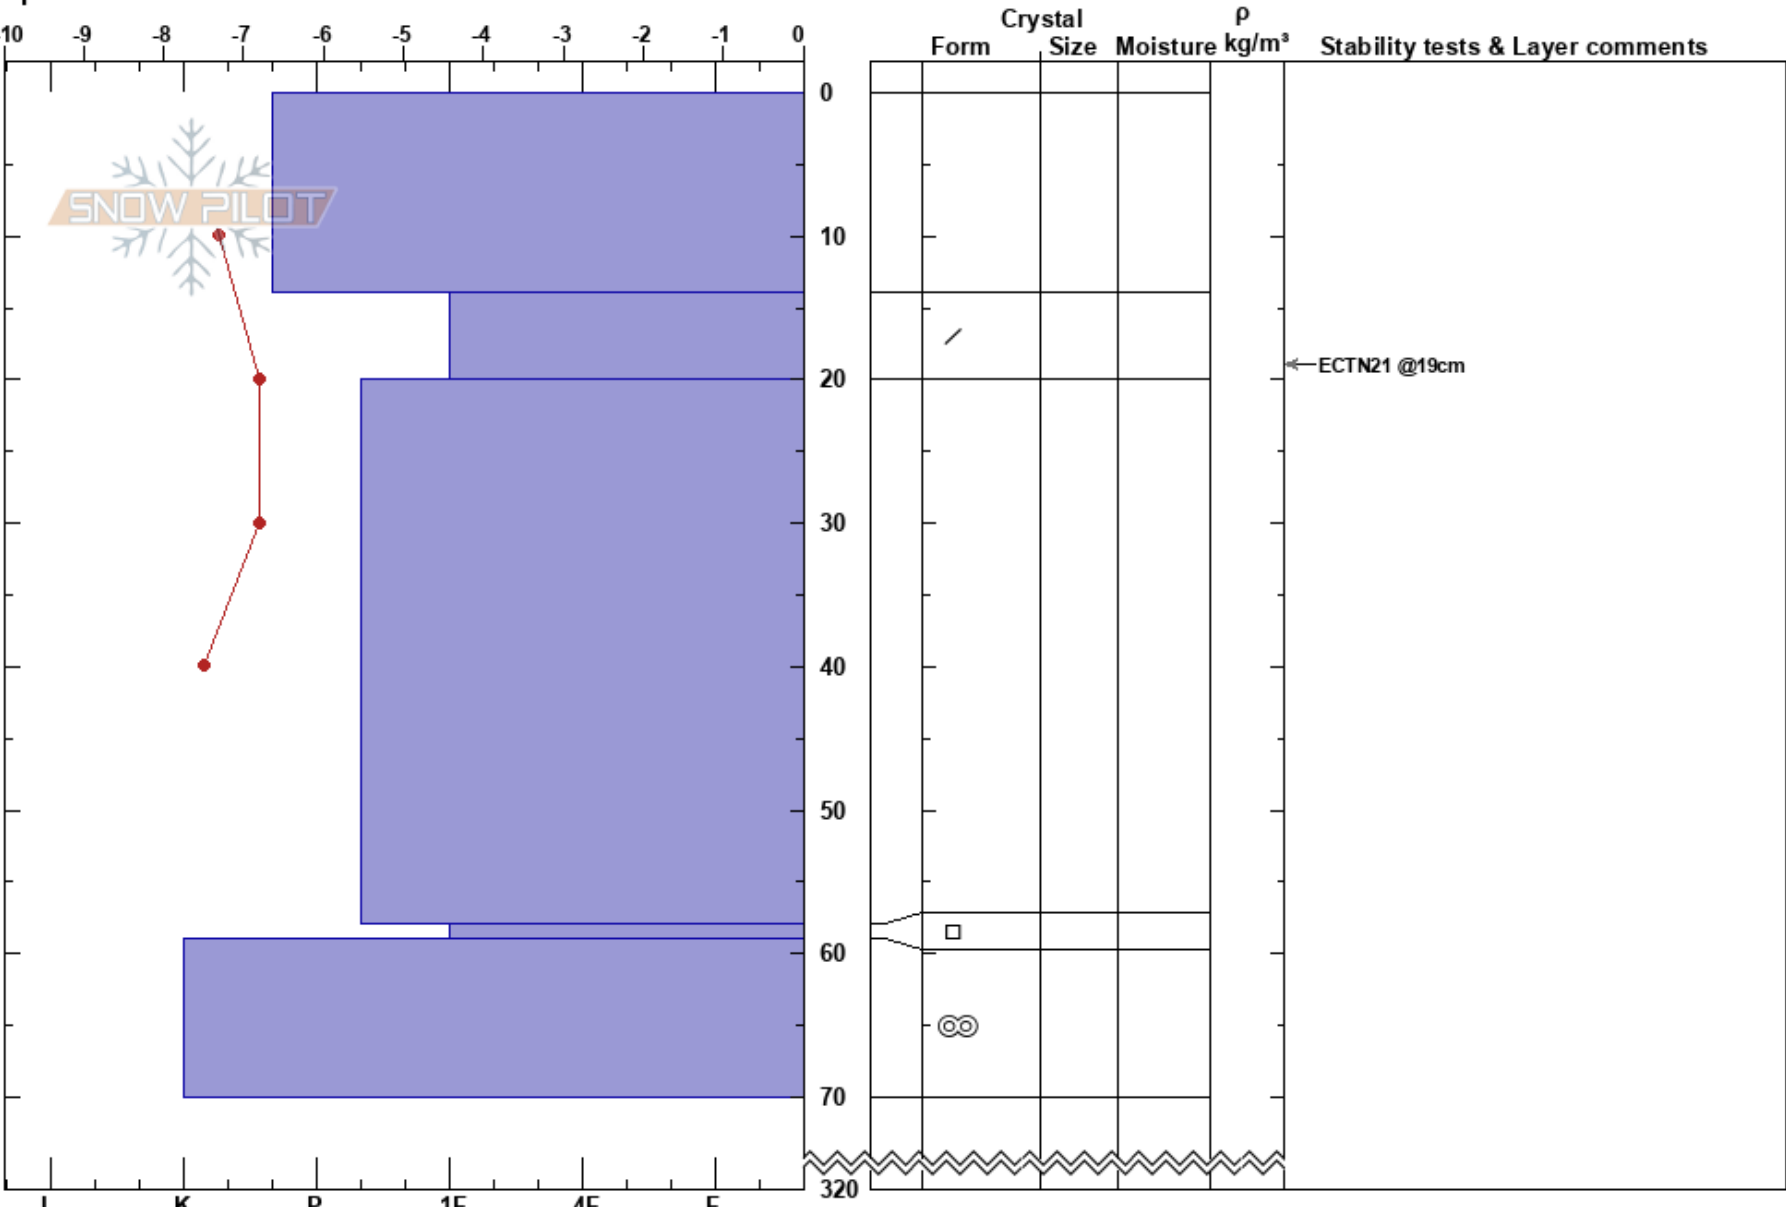 Crystal
ρ
-10 -9 -8 -7 -6 -5 -4 -3 -2 -1 0
Form Size Moisture kg/m³ Stability tests & Layer comments
0
SNOW PILOT
10
ECTN21 @19cm
20
30
40
50
60
70
320
K P 1F 4F F